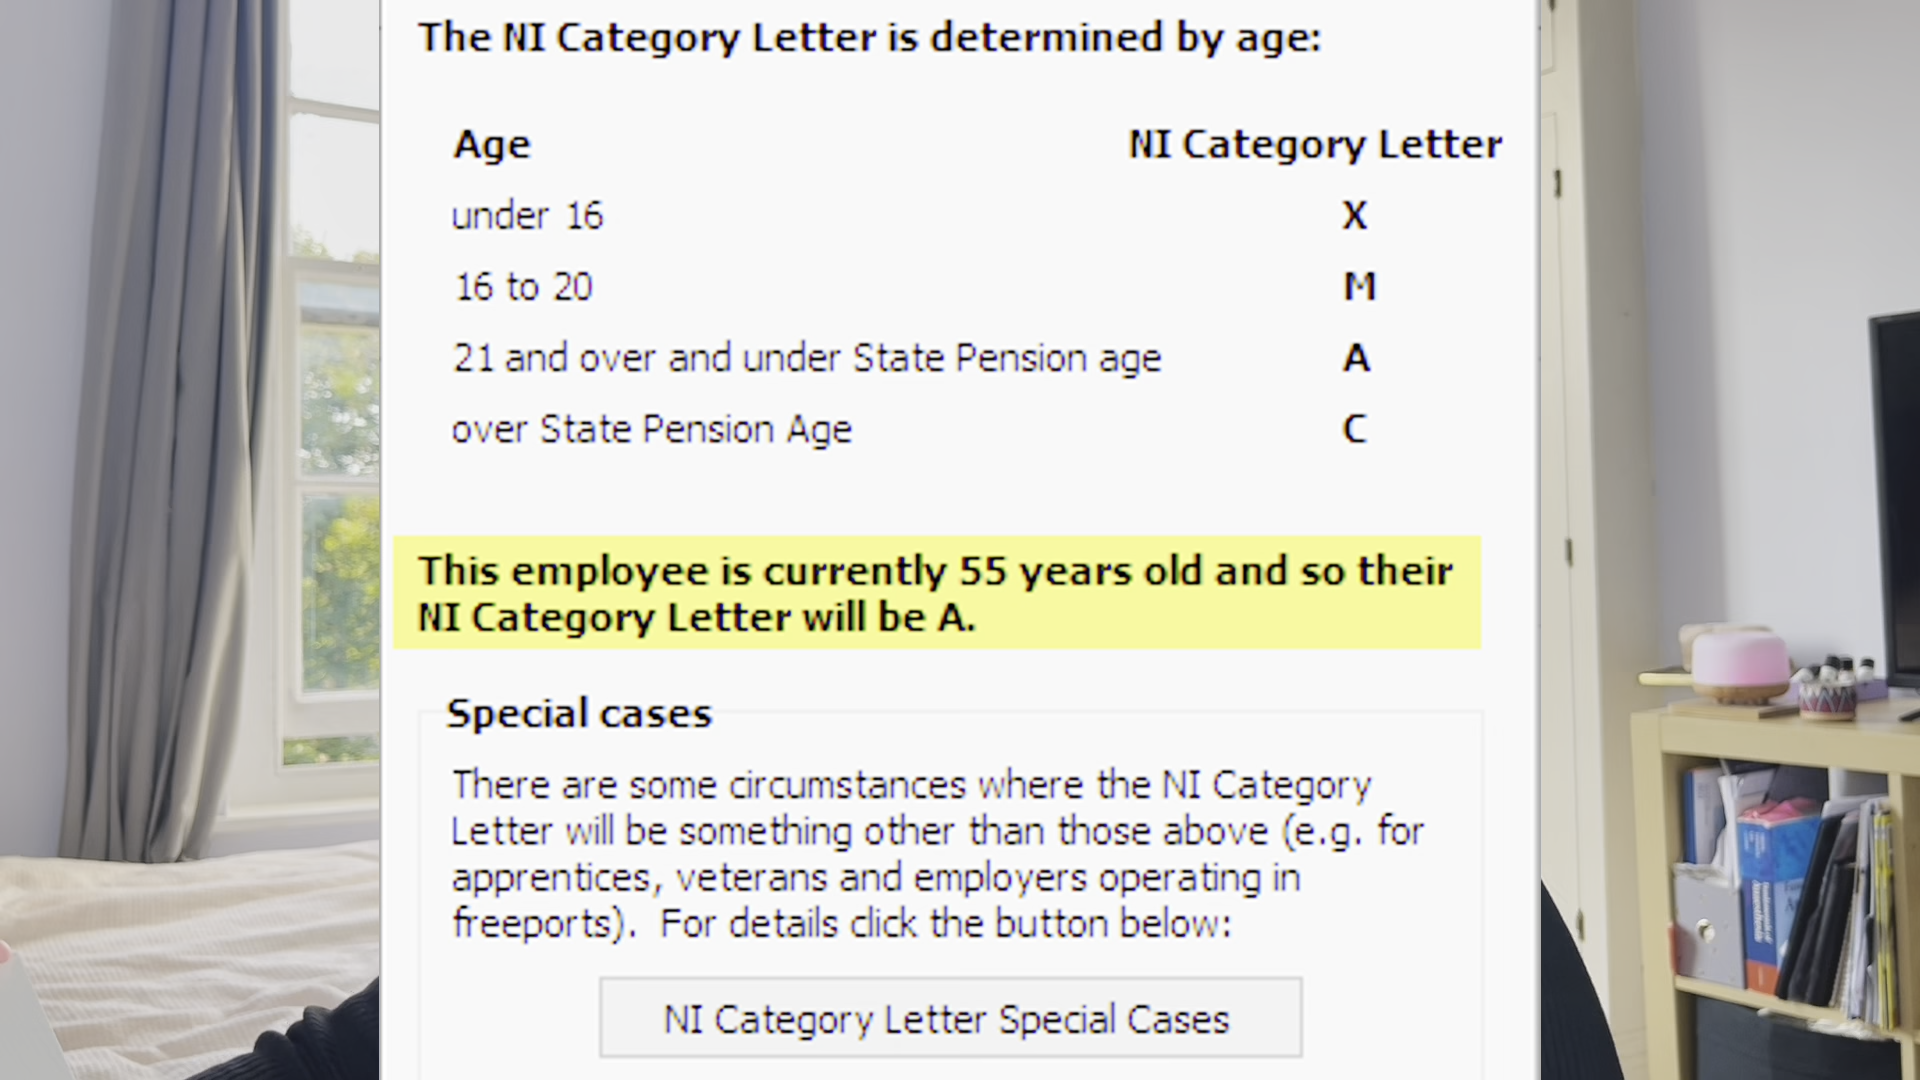 The NI Category Letter is determined by age:
Age NI Category Letter
under 16 X
16 to 20 M
21 and over and under State Pension age A
over State Pension Age C
This employee is currently 55 years old and so their
NI Category Letter will be A.
Special cases
There are some circumstances where the NI Category
Letter will be something other than those above (e.g. for
apprentices, veterans and employers operating in
freeports).  For details click the button below:
NI Category Letter Special Cases